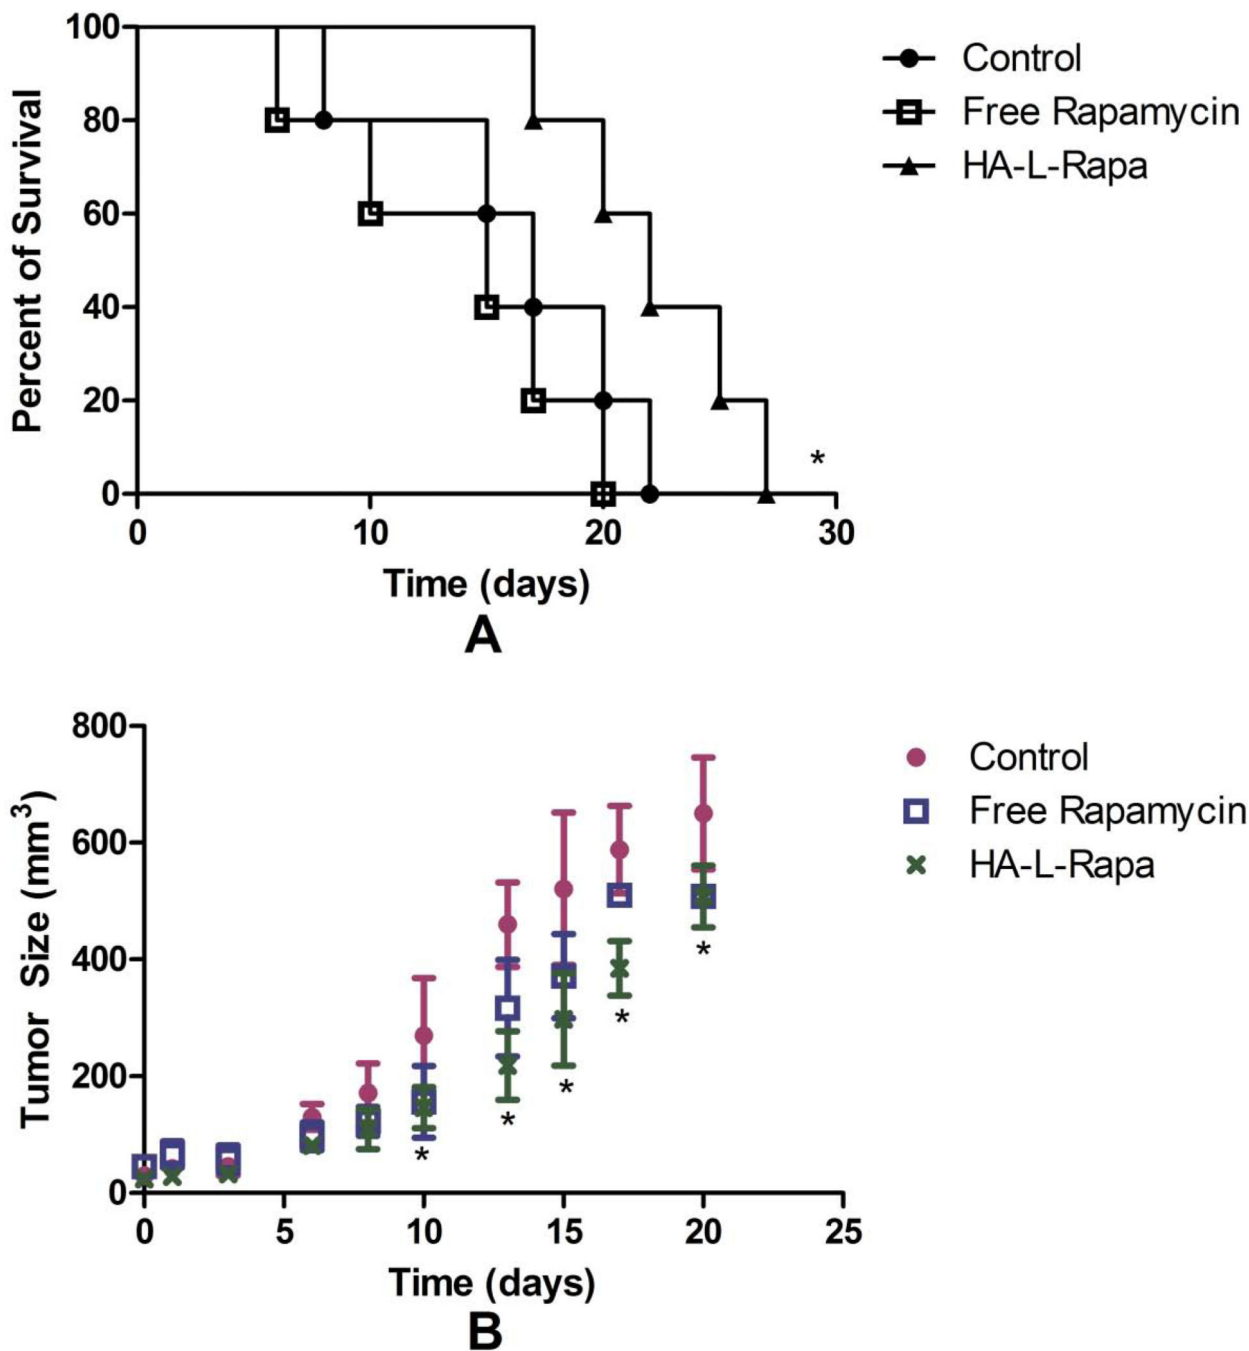 100
80
60
40
20
0
Percent of Survival
0 10 20 30
Time (days)
*
Control
Free Rapamycin
HA-L-Rapa
A
800
600
400
200
0
Tumor Size (mm³)
0 5 10 15 20 25
Time (days)
* * * * *
Control
Free Rapamycin
HA-L-Rapa
B